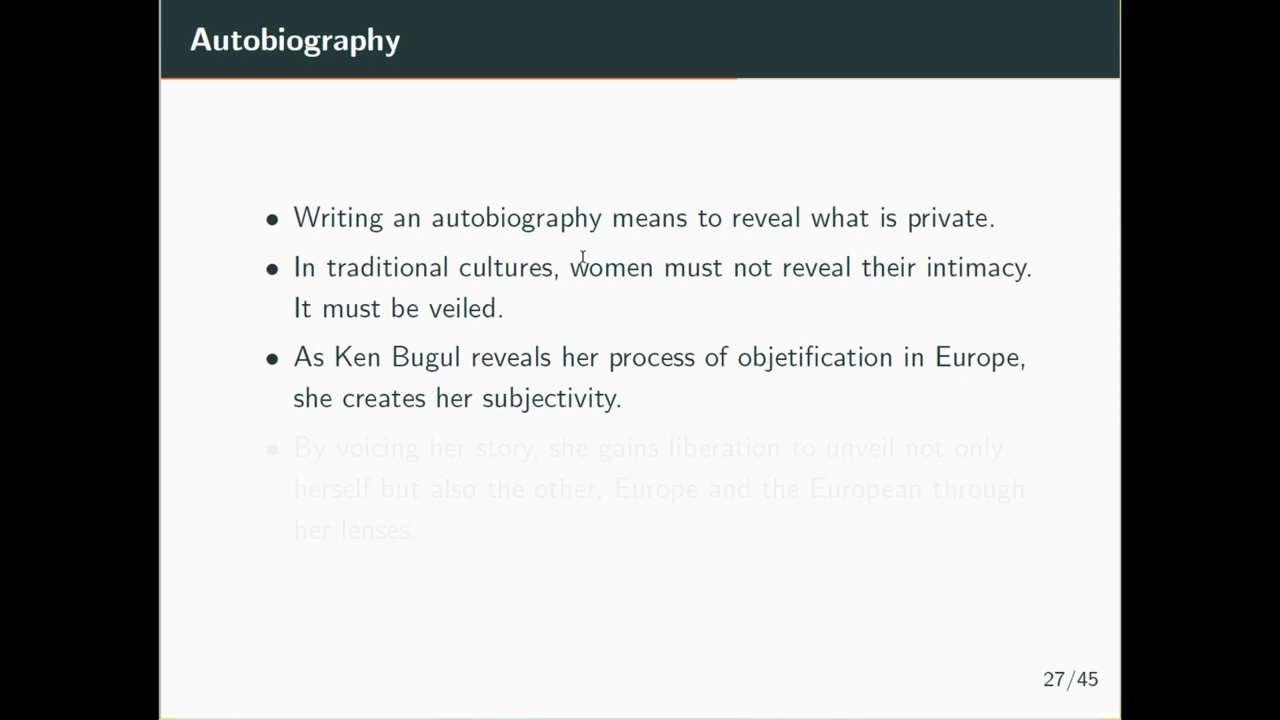 Autobiography
• Writing an autobiography means to reveal what is private.
• In traditional cultures, women must not reveal their intimacy.
It must be veiled.
• As Ken Bugul reveals her process of objetification in Europe,
she creates her subjectivity.
• By voicing her story, she gains liberation to unveil not only
herself but also the other, Europe and the European through
her lenses.
27/45